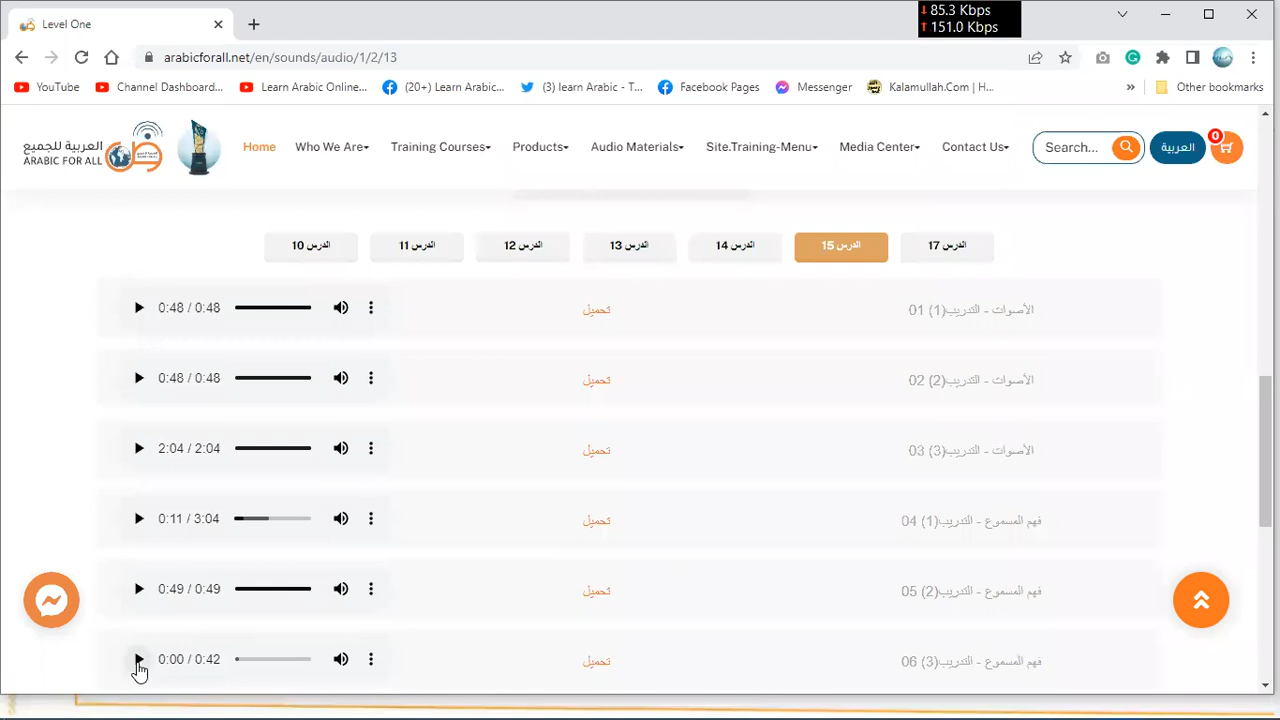 85.3 Kbps
151.0 Kbps
Level One
arabicforall.net/en/sounds/audio/1/2/13
YouTube
Channel Dashboard...
Learn Arabic Online...
(20+) Learn Arabic...
(3) learn Arabic - T...
Facebook Pages
Messenger
Kalamullah.Com | H...
»
Other bookmarks
العربية للجميع
ARABIC FOR ALL
Home
Who We Are
Training Courses
Products
Audio Materials
Site.Training-Menu
Media Center
Contact Us
Search...
العربية
0
الدرس 10
الدرس 11
الدرس 12
الدرس 13
الدرس 14
الدرس 15
الدرس 17
0:48 / 0:48
تحميل
01 الأصوات - التدريب(1)
0:48 / 0:48
تحميل
02 الأصوات - التدريب(2)
2:04 / 2:04
تحميل
03 الأصوات - التدريب(3)
0:11 / 3:04
تحميل
04 فهم المسموع - التدريب(1)
0:49 / 0:49
تحميل
05 فهم المسموع - التدريب(2)
0:00 / 0:42
تحميل
06 فهم المسموع - التدريب(3)